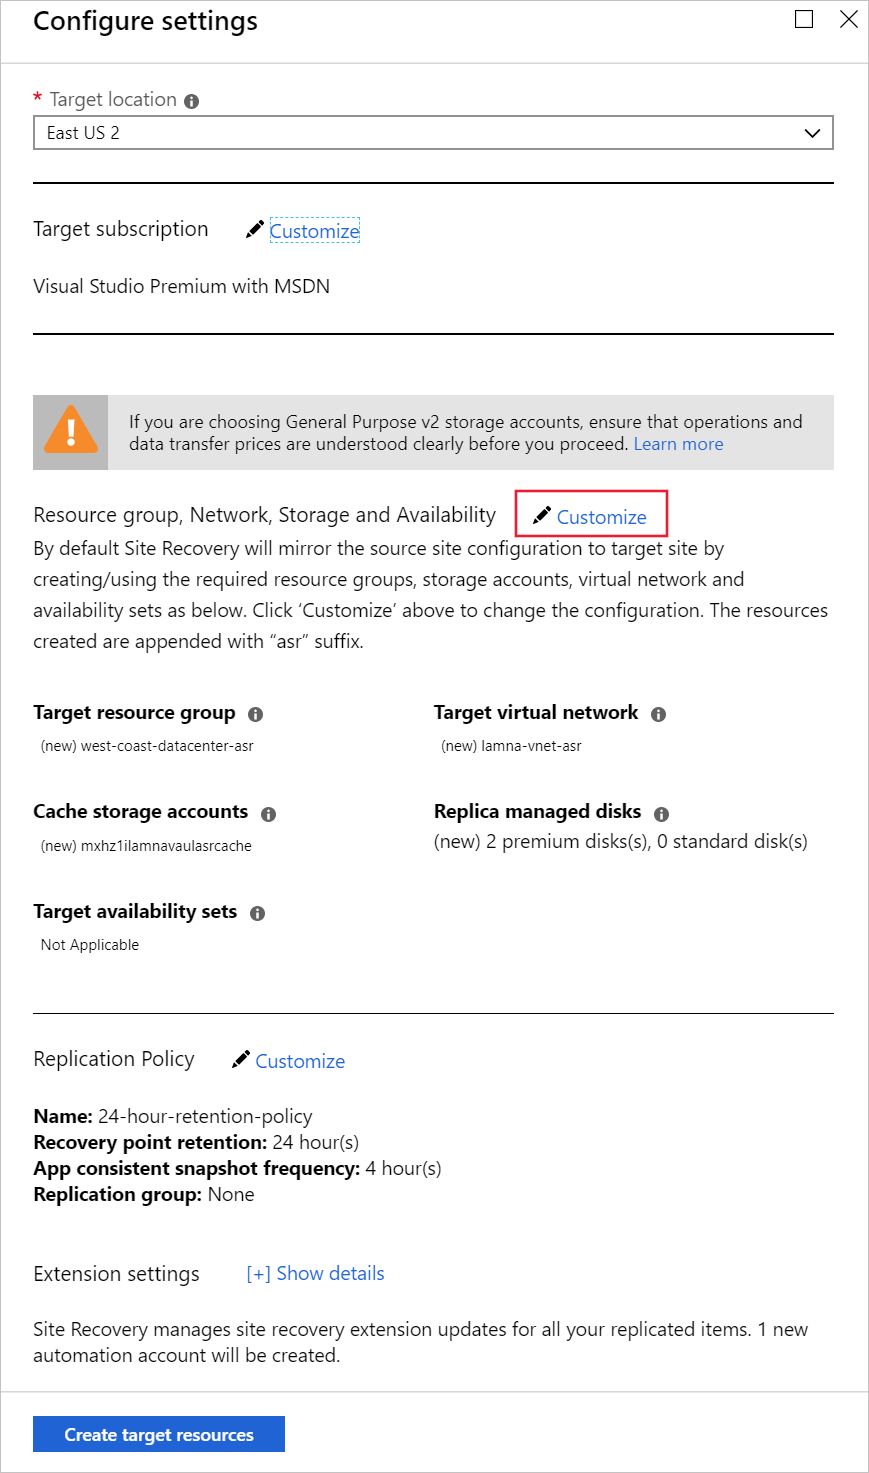 Configure settings
* Target location
East US 2
Target subscription Customize
Visual Studio Premium with MSDN
If you are choosing General Purpose v2 storage accounts, ensure that operations and
data transfer prices are understood clearly before you proceed. Learn more
Resource group, Network, Storage and Availability Customize
By default Site Recovery will mirror the source site configuration to target site by
creating/using the required resource groups, storage accounts, virtual network and
availability sets as below. Click ‘Customize’ above to change the configuration. The resources
created are appended with “asr” suffix.
Target resource group Target virtual network
(new) west-coast-datacenter-asr (new) lamna-vnet-asr
Cache storage accounts Replica managed disks
(new) mxhz1ilamnavaulasrcache (new) 2 premium disks(s), 0 standard disk(s)
Target availability sets
Not Applicable
Replication Policy Customize
Name: 24-hour-retention-policy
Recovery point retention: 24 hour(s)
App consistent snapshot frequency: 4 hour(s)
Replication group: None
Extension settings [+] Show details
Site Recovery manages site recovery extension updates for all your replicated items. 1 new
automation account will be created.
Create target resources